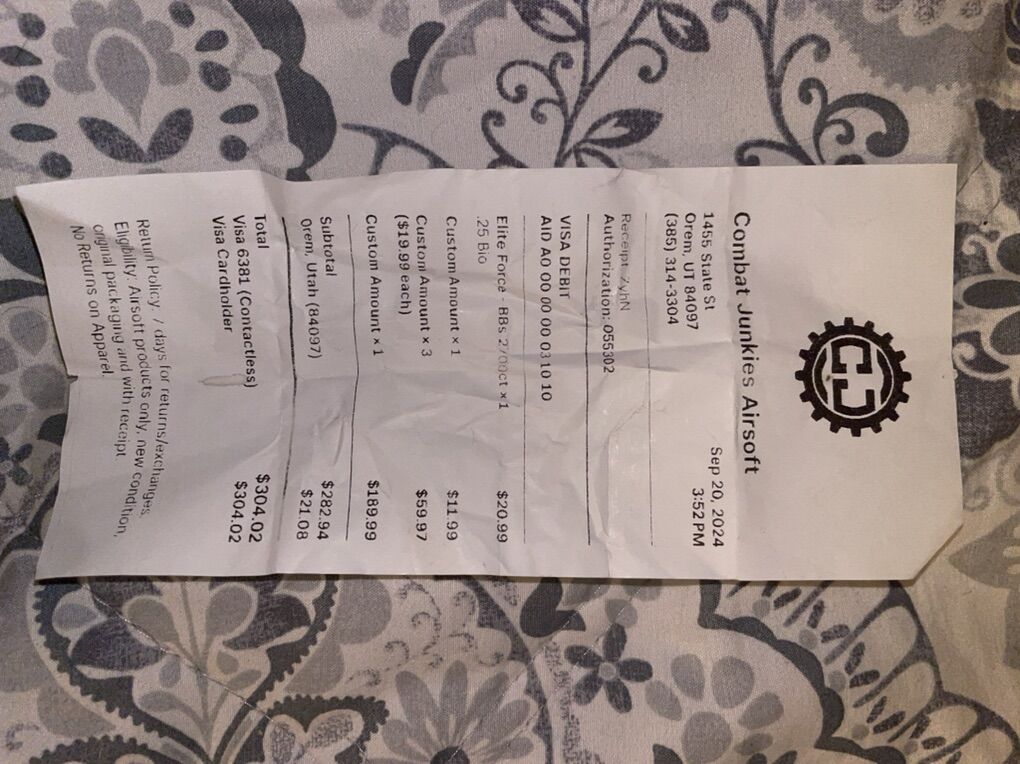 CJ
Combat Junkies Airsoft
1455 State St
Orem, UT 84097
(385) 314-3304
Sep 20, 2024
3:52 PM
Receipt: ZyhN
Authorization: 055302
VISA DEBIT
AID A0 00 00 00 03 10 10
Elite Force - BBs 2700ct × 1 $20.99
.25 Bio
Custom Amount × 1 $11.99
Custom Amount × 3 $59.97
($19.99 each)
Custom Amount × 1 $189.99
Subtotal $282.94
Orem, Utah (84097) $21.08
Total $304.02
Visa 6381 (Contactless) $304.02
Visa Cardholder
Return Policy: 7 days for returns/exchanges.
Eligibility: Airsoft products only, new condition,
original packaging and with receipt.
No Returns on Apparel.